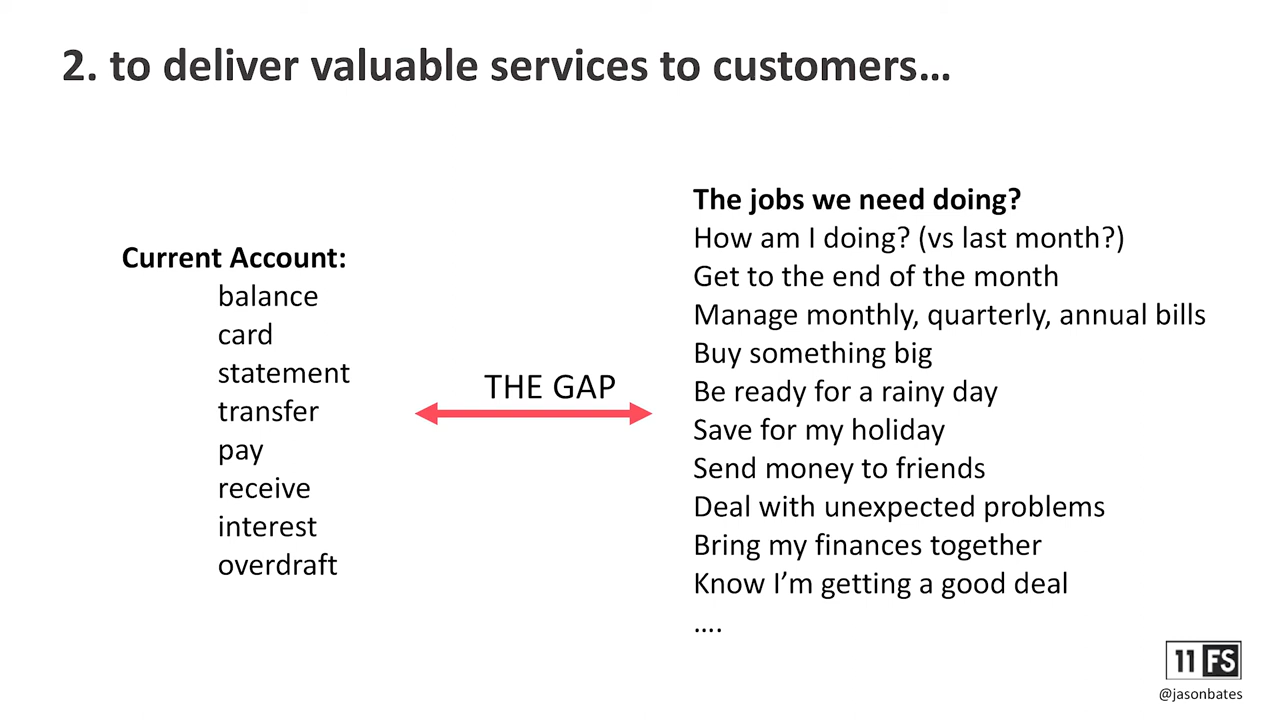 2. to deliver valuable services to customers…
Current Account:
balance
card
statement
transfer
pay
receive
interest
overdraft
THE GAP
The jobs we need doing?
How am I doing? (vs last month?)
Get to the end of the month
Manage monthly, quarterly, annual bills
Buy something big
Be ready for a rainy day
Save for my holiday
Send money to friends
Deal with unexpected problems
Bring my finances together
Know I’m getting a good deal
….
11 FS
@jasonbates